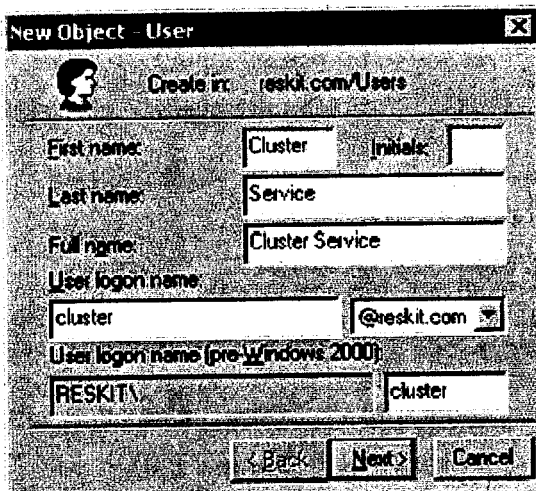 New Object - User
Create in: reskit.com/Users
First name: Cluster Initials:
Last name: Service
Full name: Cluster Service
User logon name:
cluster @reskit.com
User logon name (pre-Windows 2000):
RESKIT\ cluster
< Back Next > Cancel